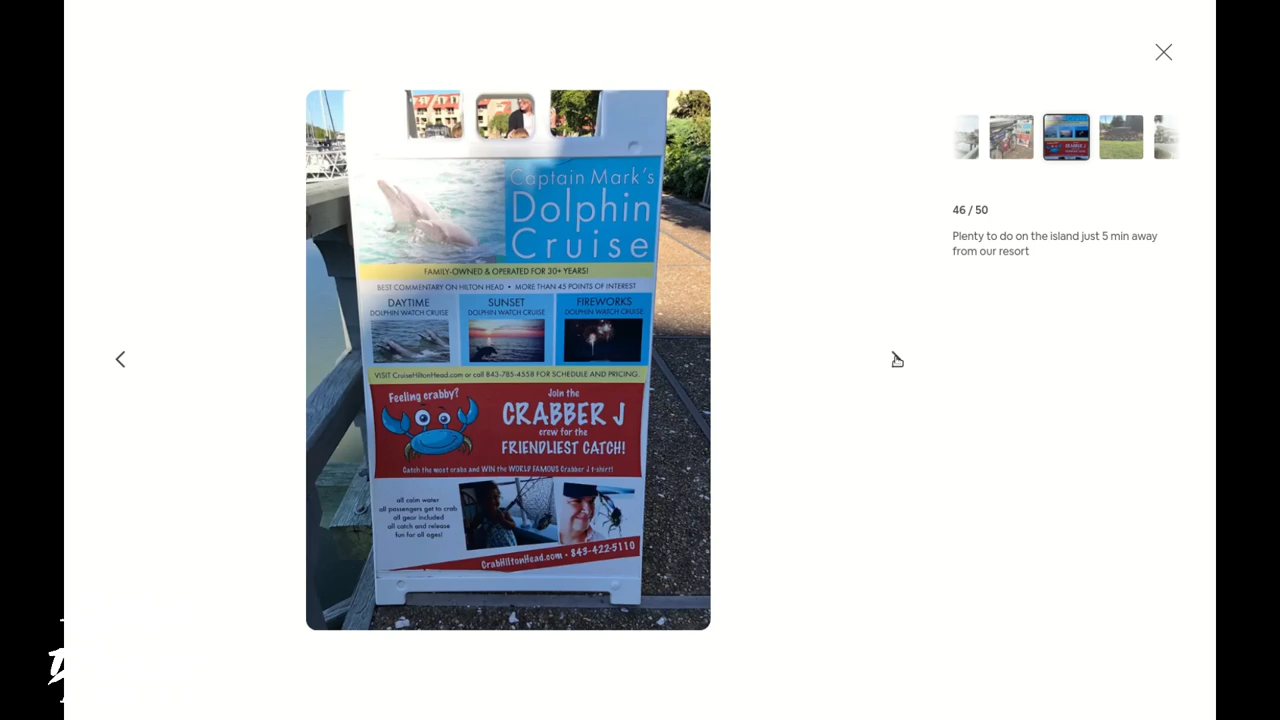 Captain Mark's
Dolphin
Cruise
FAMILY-OWNED & OPERATED FOR 30+ YEARS!
BEST COMMENTARY ON HILTON HEAD • MORE THAN 45 POINTS OF INTEREST
DAYTIME
DOLPHIN WATCH CRUISE
SUNSET
DOLPHIN WATCH CRUISE
FIREWORKS
DOLPHIN WATCH CRUISE
VISIT CruiseHiltonHead.com or call 843-785-4558 FOR SCHEDULE AND PRICING.
Feeling crabby?
Join the
CRABBER J
crew for the
FRIENDLIEST CATCH!
Catch the most crabs and WIN the WORLD FAMOUS Crabber J t-shirt!
all calm water
all passengers get to crab
all gear included
all catch and release
fun for all ages!
CrabHiltonHead.com • 843-422-5110
46 / 50
Plenty to do on the island just 5 min away
from our resort